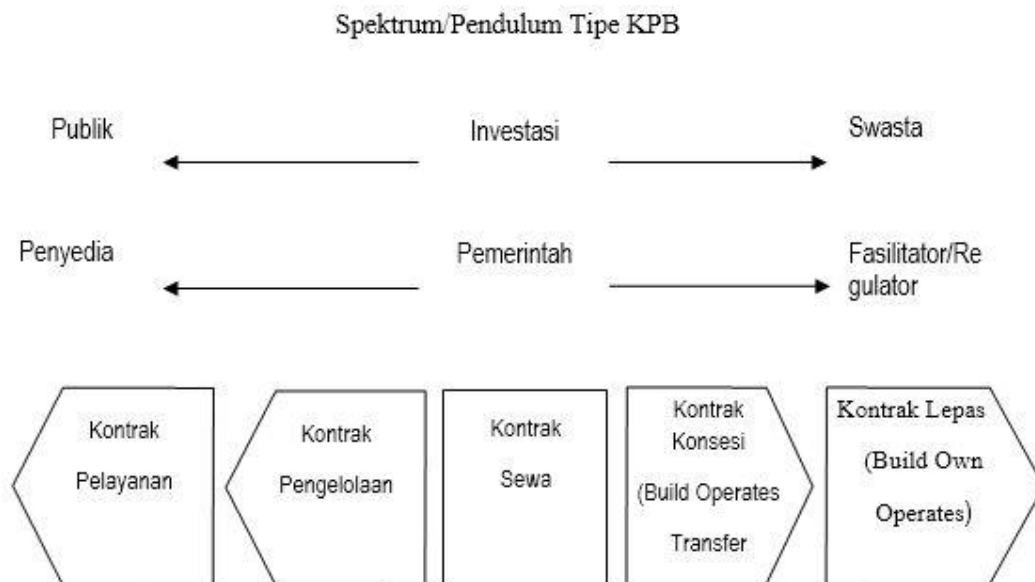 Spektrum/Pendulum Tipe KPB
Publik
Investasi
Swasta
Penyedia
Pemerintah
Fasilitator/Re
gulator
Kontrak
Pelayanan
Kontrak
Pengelolaan
Kontrak
Sewa
Kontrak
Konsesi
(Build Operates
Transfer
Kontrak Lepas
(Build Own
Operates)